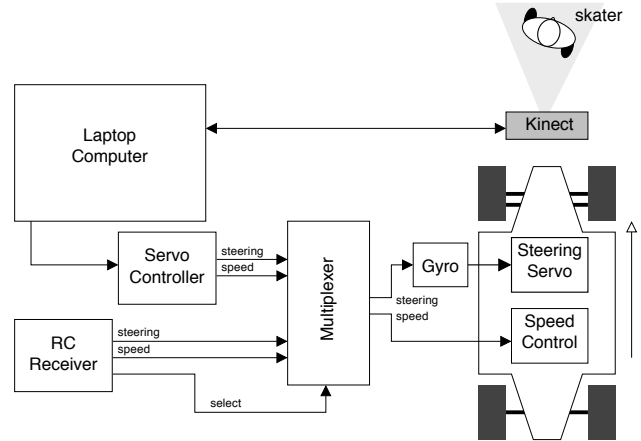 skater
Kinect
Laptop
Computer
Servo
Controller
steering
speed
Multiplexer
Gyro
steering
speed
Steering
Servo
Speed
Control
RC
Receiver
steering
speed
select